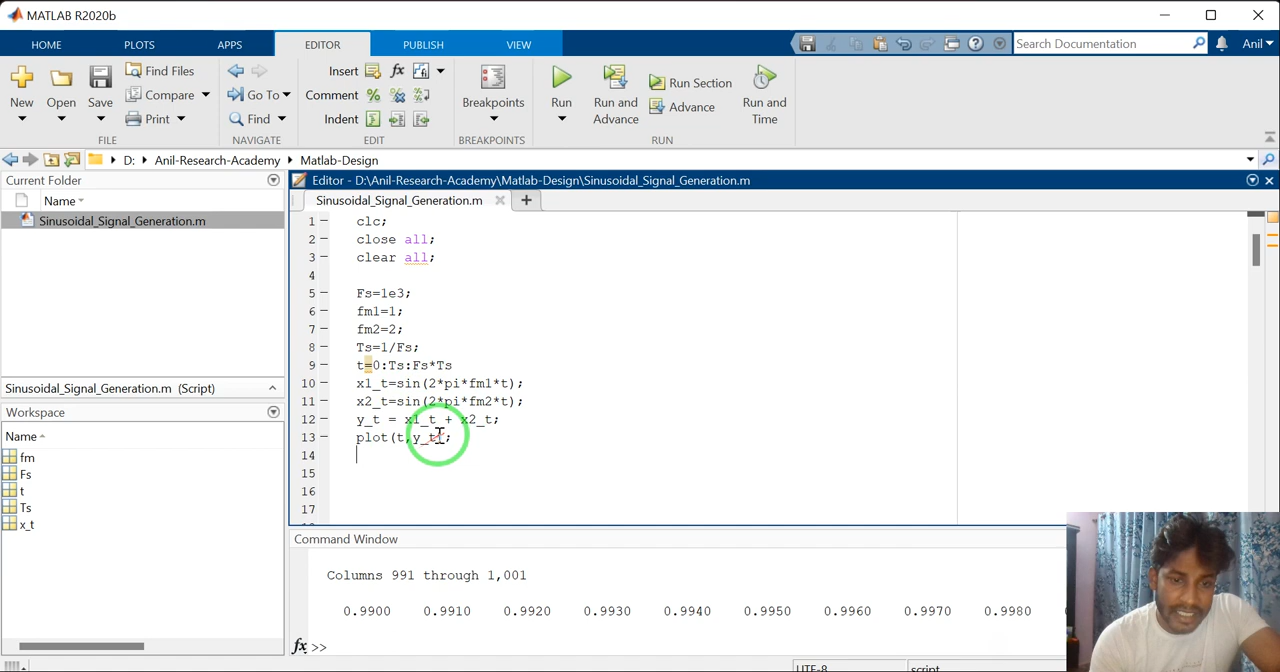 MATLAB R2020b
HOME PLOTS APPS EDITOR PUBLISH VIEW Search Documentation Anil
Find Files Insert fx Run Section
New Open Save Compare Go To Comment Breakpoints Run Run and Advance Advance Run and Time
Print Find Indent
FILE NAVIGATE EDIT BREAKPOINTS RUN
D: Anil-Research-Academy Matlab-Design
Current Folder
Name
Sinusoidal_Signal_Generation.m
Sinusoidal_Signal_Generation.m (Script)
Workspace
Name
fm
Fs
t
Ts
x_t
Editor - D:\Anil-Research-Academy\Matlab-Design\Sinusoidal_Signal_Generation.m
Sinusoidal_Signal_Generation.m
1 clc;
2 close all;
3 clear all;
4
5 Fs=1e3;
6 fm1=1;
7 fm2=2;
8 Ts=1/Fs;
9 t=0:Ts:Fs*Ts
10 x1_t=sin(2*pi*fm1*t);
11 x2_t=sin(2*pi*fm2*t);
12 y_t = x1_t + x2_t;
13 plot(t,y_t);
14
15
16
17
Command Window
Columns 991 through 1,001
0.9900 0.9910 0.9920 0.9930 0.9940 0.9950 0.9960 0.9970 0.9980
fx >>
UTF-8 script